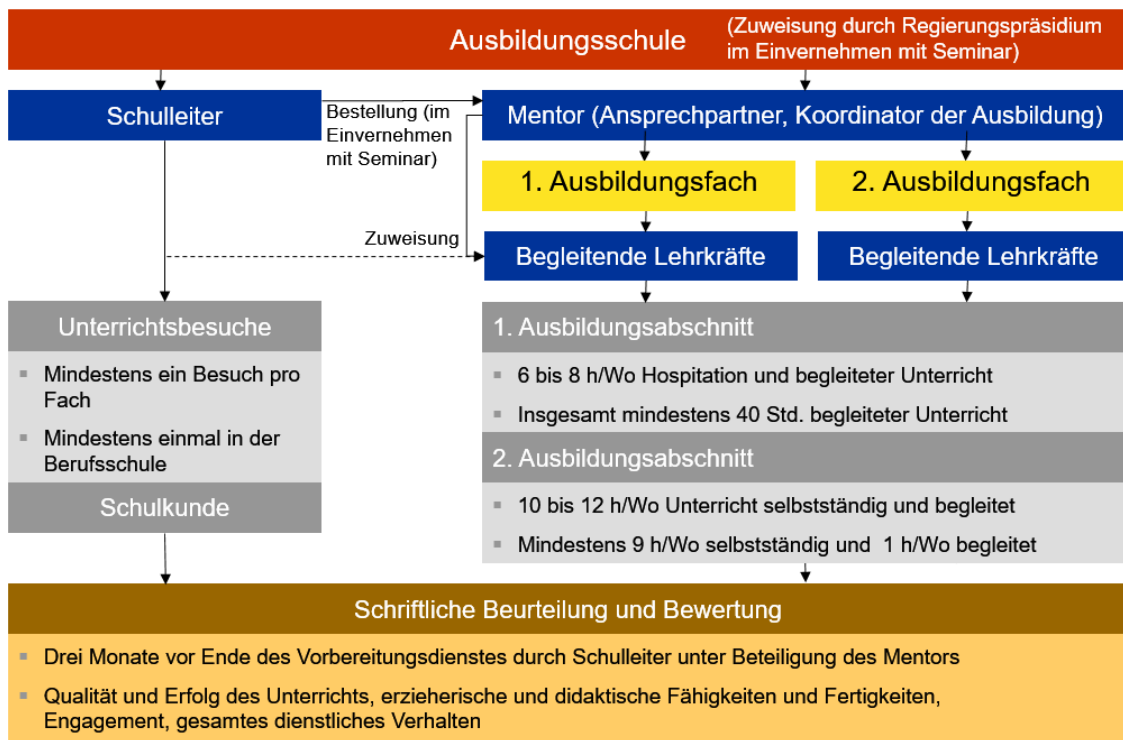 Ausbildungsschule
(Zuweisung durch Regierungspräsidium
im Einvernehmen mit Seminar)
Schulleiter
Bestellung (im
Einvernehmen
mit Seminar)
Mentor (Ansprechpartner, Koordinator der Ausbildung)
1. Ausbildungsfach
2. Ausbildungsfach
Zuweisung
Begleitende Lehrkräfte
Begleitende Lehrkräfte
Unterrichtsbesuche
▪ Mindestens ein Besuch pro
Fach
▪ Mindestens einmal in der
Berufsschule
Schulkunde
1. Ausbildungsabschnitt
▪ 6 bis 8 h/Wo Hospitation und begleiteter Unterricht
▪ Insgesamt mindestens 40 Std. begleiteter Unterricht
2. Ausbildungsabschnitt
▪ 10 bis 12 h/Wo Unterricht selbstständig und begleitet
▪ Mindestens 9 h/Wo selbstständig und 1 h/Wo begleitet
Schriftliche Beurteilung und Bewertung
▪ Drei Monate vor Ende des Vorbereitungsdienstes durch Schulleiter unter Beteiligung des Mentors
▪ Qualität und Erfolg des Unterrichts, erzieherische und didaktische Fähigkeiten und Fertigkeiten,
Engagement, gesamtes dienstliches Verhalten